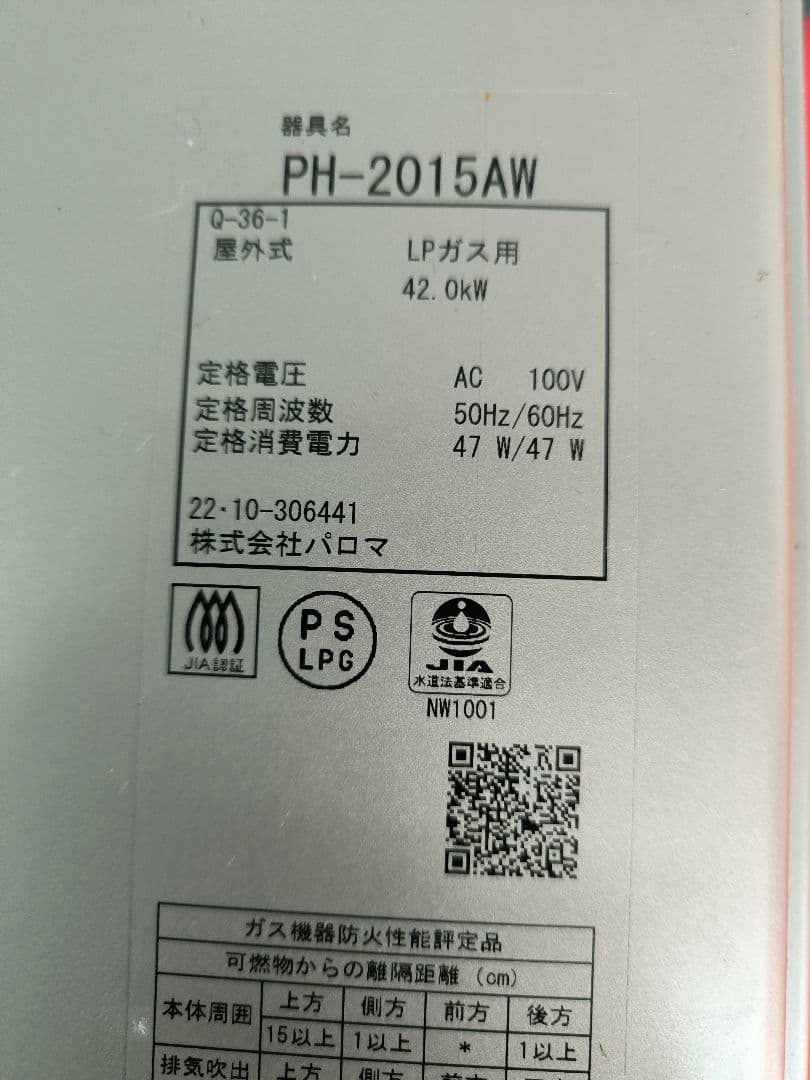 器具名
PH-2015AW
Q-36-1
屋外式 LPガス用
42.0kW
定格電圧 AC 100V
定格周波数 50Hz/60Hz
定格消費電力 47 W/47 W
22・10-306441
株式会社パロマ
JIA認証
PS
LPG
JIA
水道法基準適合
NW1001
ガス機器防火性能評定品
可燃物からの離隔距離 (cm)
本体周囲 上方 側方 前方 後方
15以上 1以上 * 1以上
排気吹出 上方 側方